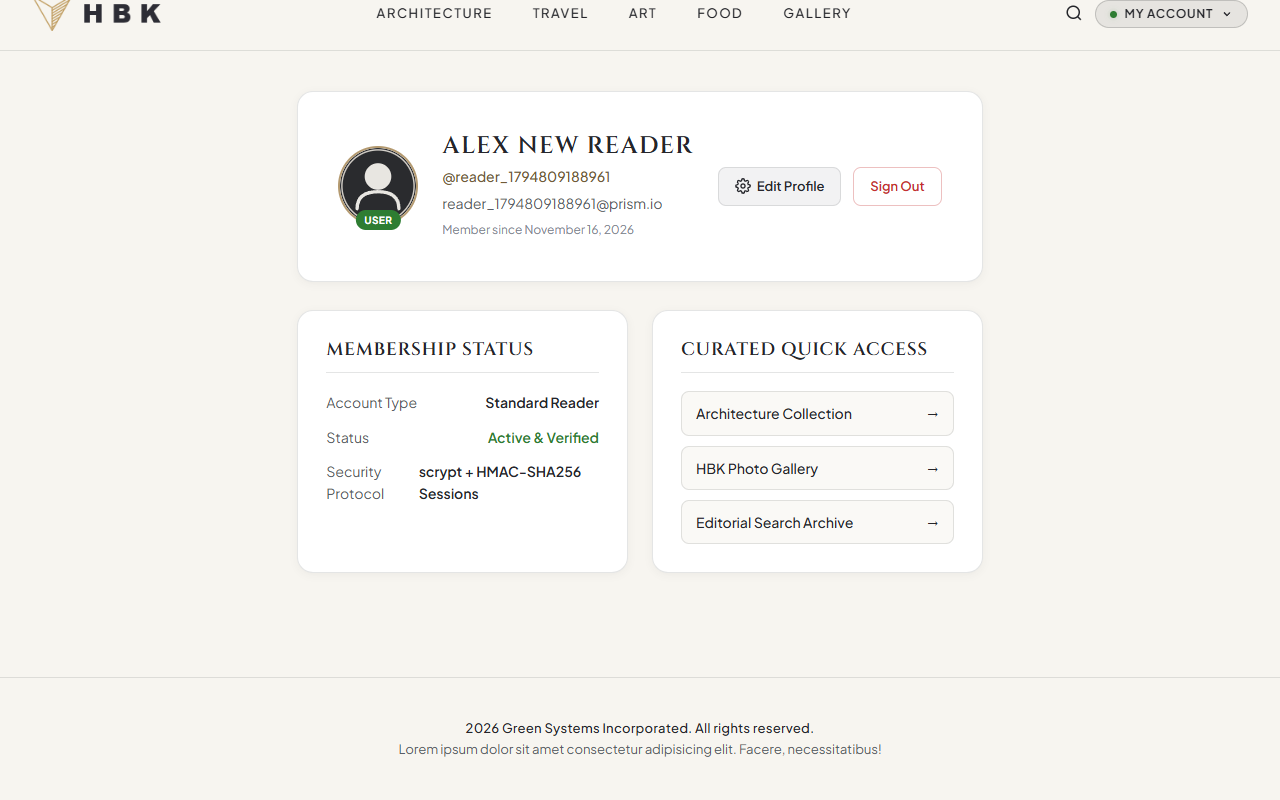 HBK
ARCHITECTURE TRAVEL ART FOOD GALLERY
MY ACCOUNT
ALEX NEW READER
@reader_1794809188961
reader_1794809188961@prism.io
Member since November 16, 2026
USER
Edit Profile
Sign Out
MEMBERSHIP STATUS
Account Type Standard Reader
Status Active & Verified
Security scrypt + HMAC-SHA256
Protocol Sessions
CURATED QUICK ACCESS
Architecture Collection →
HBK Photo Gallery →
Editorial Search Archive →
2026 Green Systems Incorporated. All rights reserved.
Lorem ipsum dolor sit amet consectetur adipisicing elit. Facere, necessitatibus!